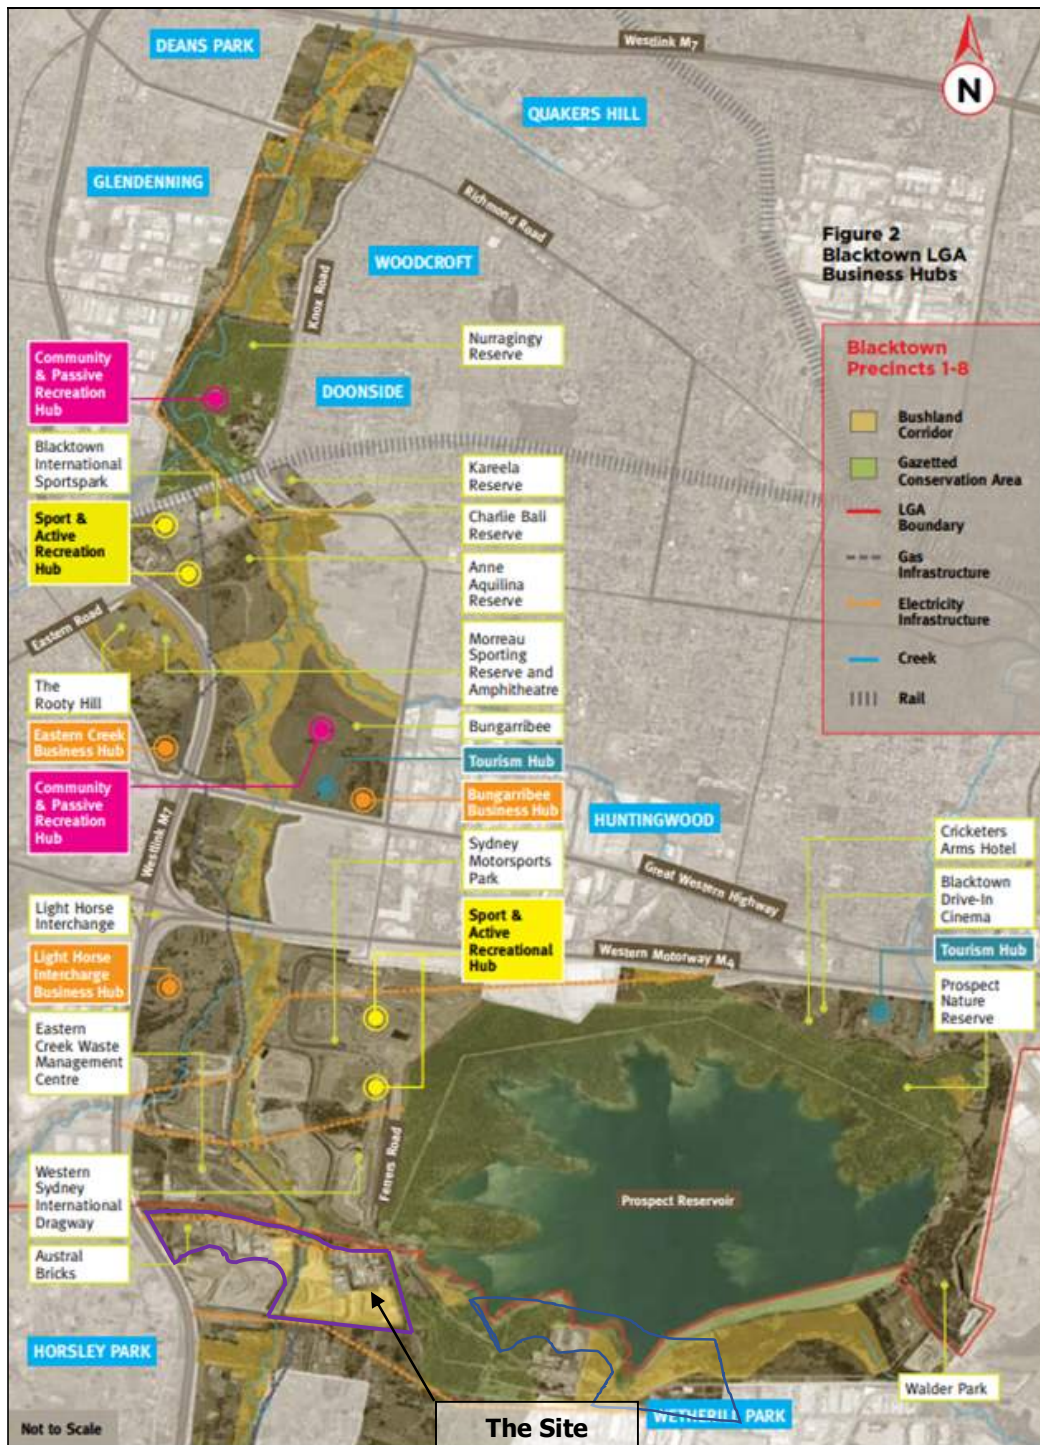 DEANS PARK
Westlink M7
N
QUAKERS HILL
GLENDENNING
Richmond Road
Figure 2
Blacktown LGA
Business Hubs
WOODCROFT
Knox Road
Blacktown
Precincts 1-8
Bushland
Corridor
Gazetted
Conservation Area
LGA
Boundary
Gas
Infrastructure
Electricity
Infrastructure
Creek
Rail
Nurragingy
Reserve
Community
& Passive
Recreation
Hub
DOONSIDE
Blacktown
International
Sportspark
Kareela
Reserve
Sport &
Active
Recreation
Hub
Charlie Bali
Reserve
Anne
Aquilina
Reserve
Eastern Road
Morreau
Sporting
Reserve and
Amphitheatre
The
Rooty Hill
Bungarribee
Eastern Creek
Business Hub
Tourism Hub
Community
& Passive
Recreation
Hub
Bungarribee
Business Hub
HUNTINGWOOD
Westlink M7
Sydney
Motorsports
Park
Great Western Highway
Cricketers
Arms Hotel
Blacktown
Drive-In
Cinema
Light Horse
Interchange
Sport &
Active
Recreational
Hub
Western Motorway M4
Tourism Hub
Light Horse
Intercharge
Business Hub
Prospect
Nature
Reserve
Eastern
Creek Waste
Management
Centre
Ferrers Road
Western
Sydney
International
Dragway
Prospect Reservoir
Austral
Bricks
HORSLEY PARK
Walder Park
WETHERILL PARK
Not to Scale
The Site